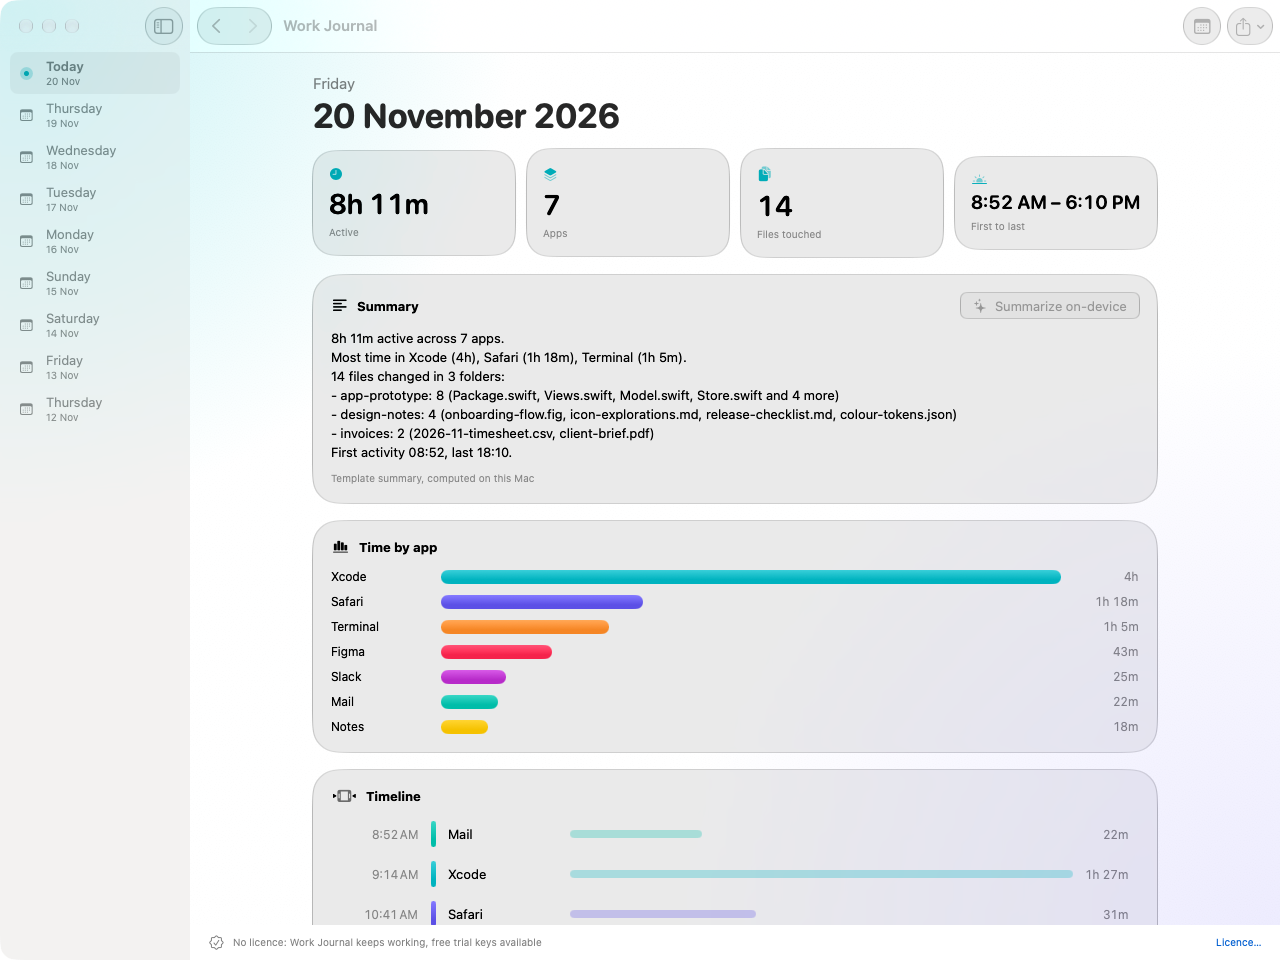 Work Journal
Today
20 Nov
Thursday
19 Nov
Wednesday
18 Nov
Tuesday
17 Nov
Monday
16 Nov
Sunday
15 Nov
Saturday
14 Nov
Friday
13 Nov
Thursday
12 Nov
Friday
20 November 2026
8h 11m
Active
7
Apps
14
Files touched
8:52 AM – 6:10 PM
First to last
Summary
Summarize on-device
8h 11m active across 7 apps.
Most time in Xcode (4h), Safari (1h 18m), Terminal (1h 5m).
14 files changed in 3 folders:
- app-prototype: 8 (Package.swift, Views.swift, Model.swift, Store.swift and 4 more)
- design-notes: 4 (onboarding-flow.fig, icon-explorations.md, release-checklist.md, colour-tokens.json)
- invoices: 2 (2026-11-timesheet.csv, client-brief.pdf)
First activity 08:52, last 18:10.
Template summary, computed on this Mac
Time by app
Xcode 4h
Safari 1h 18m
Terminal 1h 5m
Figma 43m
Slack 25m
Mail 22m
Notes 18m
Timeline
8:52 AM Mail 22m
9:14 AM Xcode 1h 27m
10:41 AM Safari 31m
No licence: Work Journal keeps working, free trial keys available
Licence...